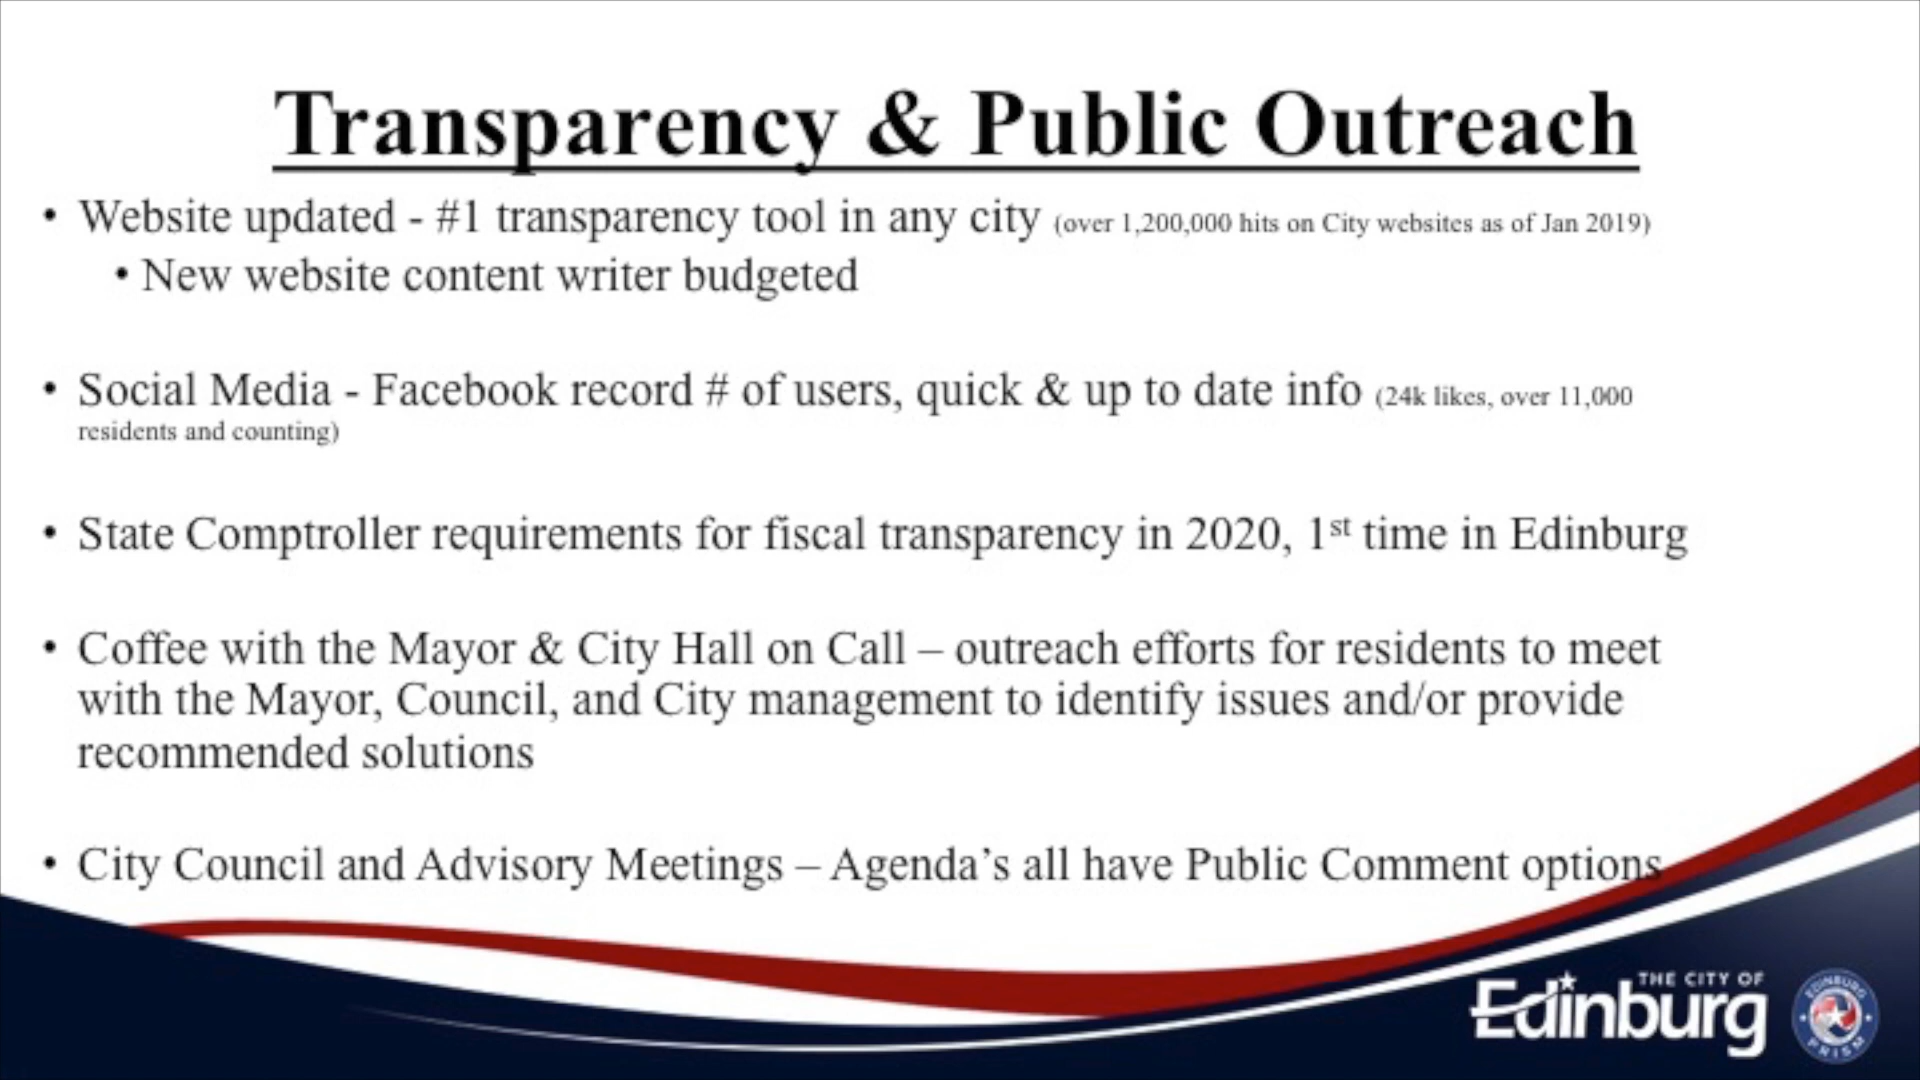 Transparency & Public Outreach
• Website updated - #1 transparency tool in any city (over 1,200,000 hits on City websites as of Jan 2019)
• New website content writer budgeted
• Social Media - Facebook record # of users, quick & up to date info (24k likes, over 11,000
residents and counting)
• State Comptroller requirements for fiscal transparency in 2020, 1st time in Edinburg
• Coffee with the Mayor & City Hall on Call – outreach efforts for residents to meet
with the Mayor, Council, and City management to identify issues and/or provide
recommended solutions
• City Council and Advisory Meetings – Agenda’s all have Public Comment options
THE CITY OF
Edinburg
EDINBURG
PRISM